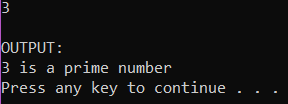 3
OUTPUT:
3 is a prime number
Press any key to continue . . .